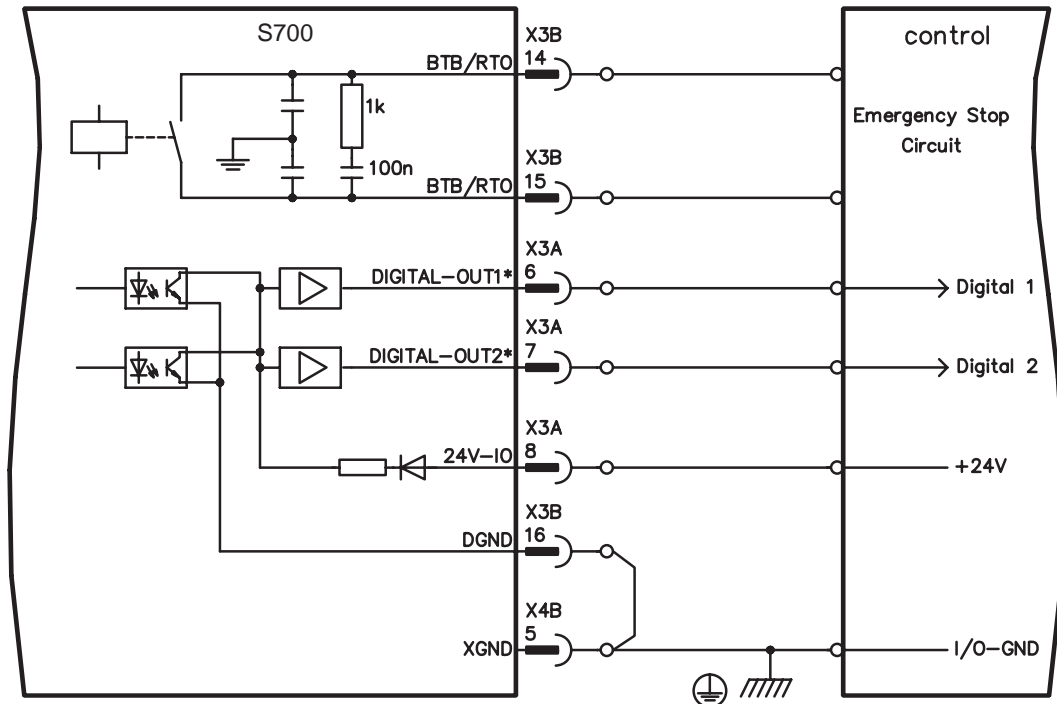 S700
control
X3B
14
BTB/RTO
1k
Emergency Stop
Circuit
X3B
100n
15
BTB/RTO
X3A
6
DIGITAL-OUT1*
Digital 1
X3A
7
DIGITAL-OUT2*
Digital 2
X3A
8
24V-IO
+24V
X3B
16
DGND
X4B
5
XGND
I/O-GND